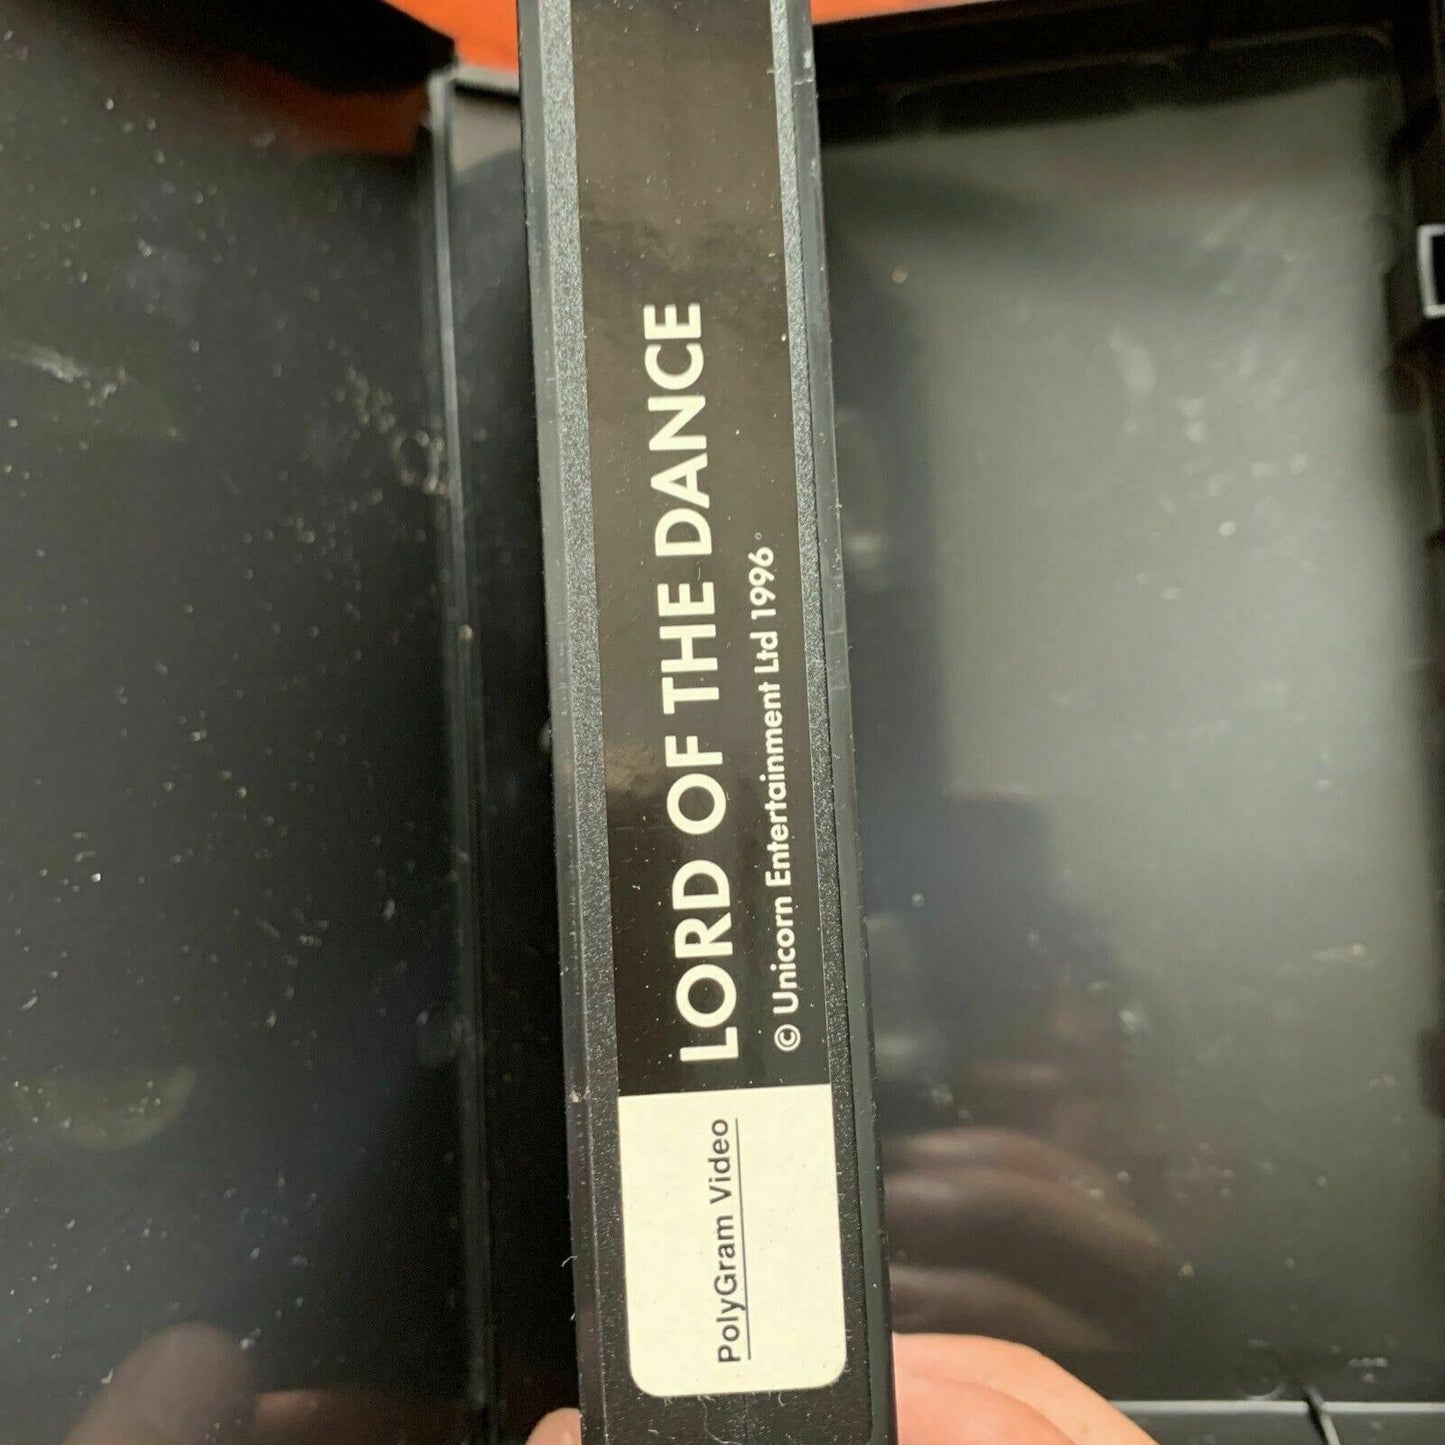 LORD OF THE DANCE
© Unicorn Entertainment Ltd 1996
PolyGram Video